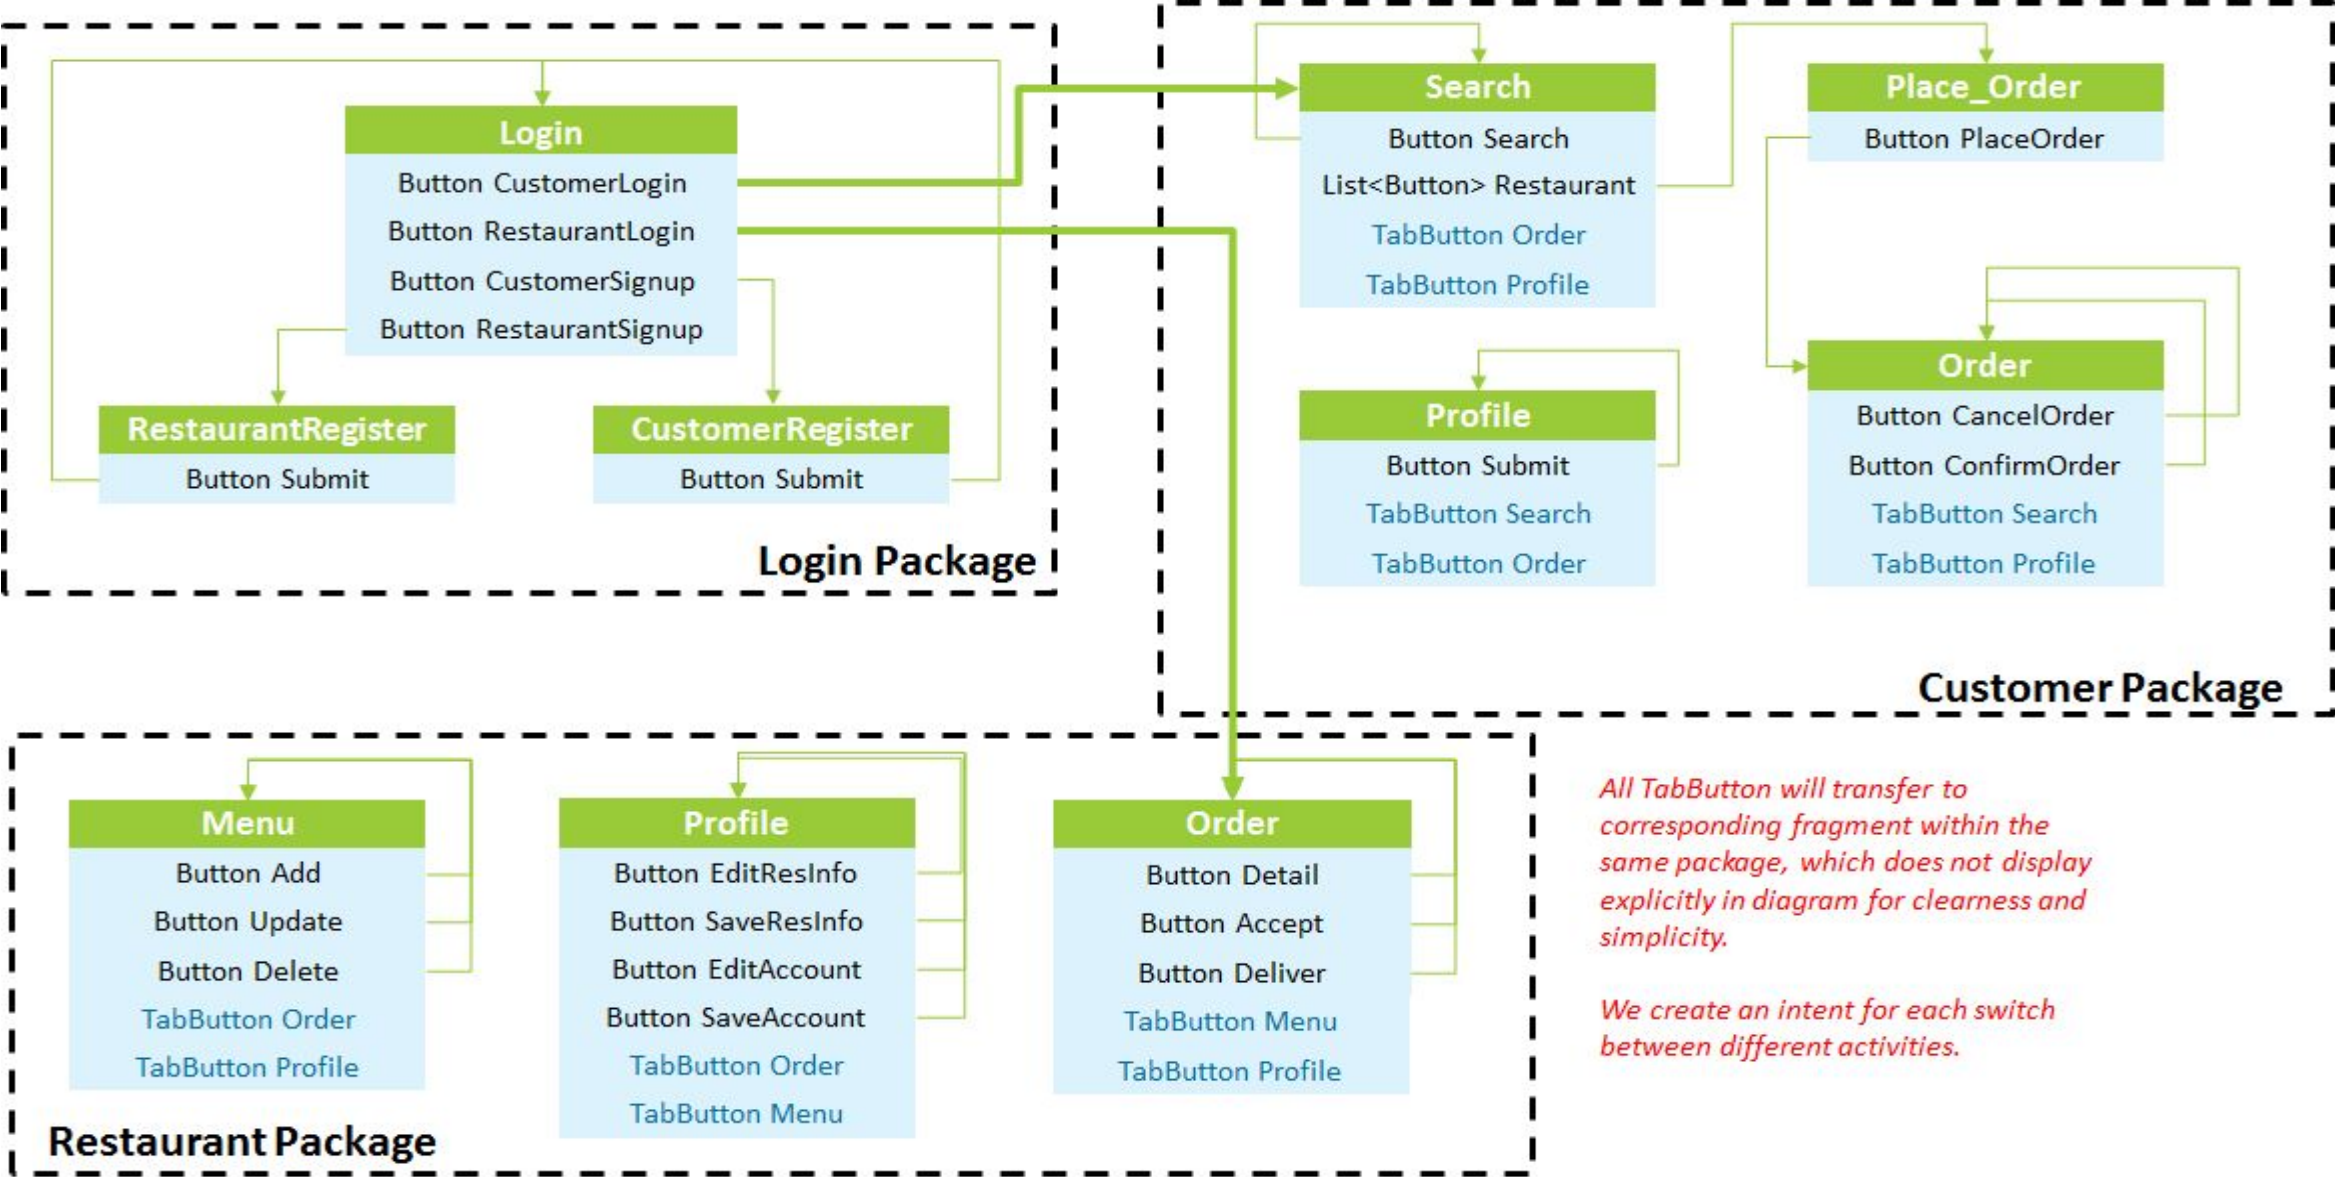 Login
Button CustomerLogin
Button RestaurantLogin
Button CustomerSignup
Button RestaurantSignup
RestaurantRegister
Button Submit
CustomerRegister
Button Submit
Login Package
Search
Button Search
List<Button> Restaurant
TabButton Order
TabButton Profile
Place_Order
Button PlaceOrder
Profile
Button Submit
TabButton Search
TabButton Order
Order
Button CancelOrder
Button ConfirmOrder
TabButton Search
TabButton Profile
Customer Package
Menu
Button Add
Button Update
Button Delete
TabButton Order
TabButton Profile
Profile
Button EditResInfo
Button SaveResInfo
Button EditAccount
Button SaveAccount
TabButton Order
TabButton Menu
Order
Button Detail
Button Accept
Button Deliver
TabButton Menu
TabButton Profile
Restaurant Package
All TabButton will transfer to
corresponding fragment within the
same package, which does not display
explicitly in diagram for clearness and
simplicity.
We create an intent for each switch
between different activities.